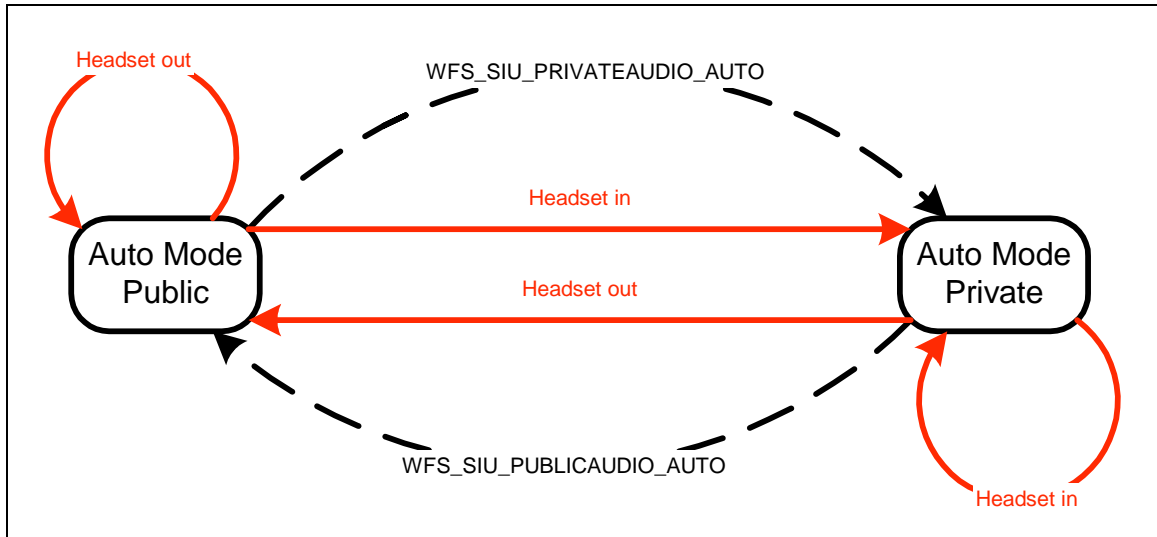 Headset out
WFS_SIU_PRIVATEAUDIO_AUTO
Headset in
Auto Mode
Public
Auto Mode
Private
Headset out
WFS_SIU_PUBLICAUDIO_AUTO
Headset in